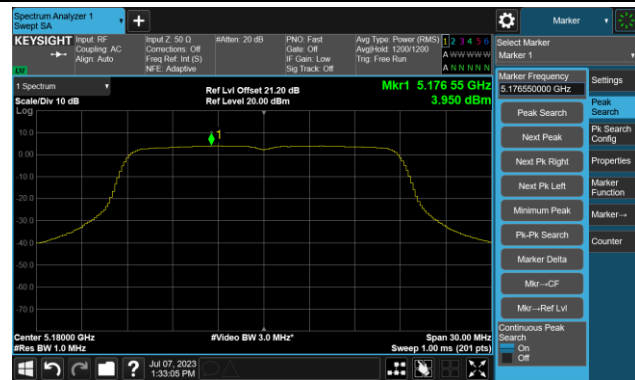 Spectrum Analyzer 1
Swept SA
Marker
KEYSIGHT
Input: RF
Coupling: AC
Align: Auto
Input Z: 50 Ω
Corrections: Off
Freq Ref: Int (S)
NFE: Adaptive
#Atten: 20 dB
PNO: Fast
Gate: Off
IF Gain: Low
Sig Track: Off
Avg Type: Power (RMS)
Avg|Hold: 1200/1200
Trig: Free Run
1 2 3 4 5 6
A W W W W W
A N N N N N
LXI
Select Marker
Marker 1
1 Spectrum
Scale/Div 10 dB
Log
Ref Lvl Offset 21.20 dB
Ref Level 20.00 dBm
Mkr1 5.176 55 GHz
3.950 dBm
1
10.0
0.00
-10.0
-20.0
-30.0
-40.0
-50.0
-60.0
-70.0
Center 5.18000 GHz
#Res BW 1.0 MHz
#Video BW 3.0 MHz*
Span 30.00 MHz
Sweep 1.00 ms (201 pts)
Marker Frequency
5.176550000 GHz
Peak Search
Next Peak
Next Pk Right
Next Pk Left
Minimum Peak
Pk-Pk Search
Marker Delta
Mkr→CF
Mkr→Ref Lvl
Continuous Peak
Search
On
Off
Settings
Peak
Search
Pk Search
Config
Properties
Marker
Function
Marker→
Counter
?
Jul 07, 2023
1:33:05 PM